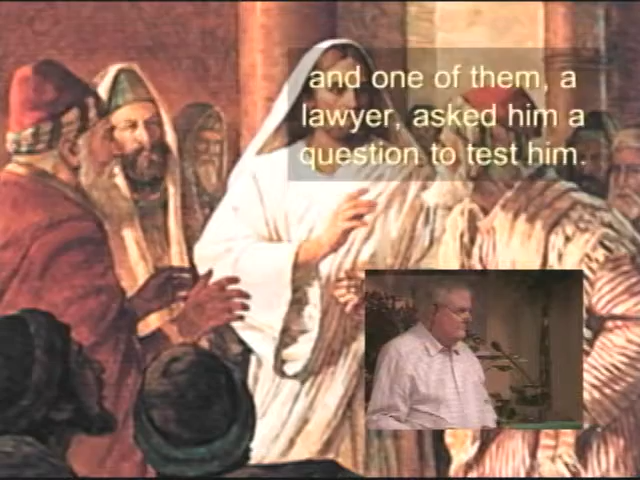 and one of them, a
lawyer, asked him a
question to test him.